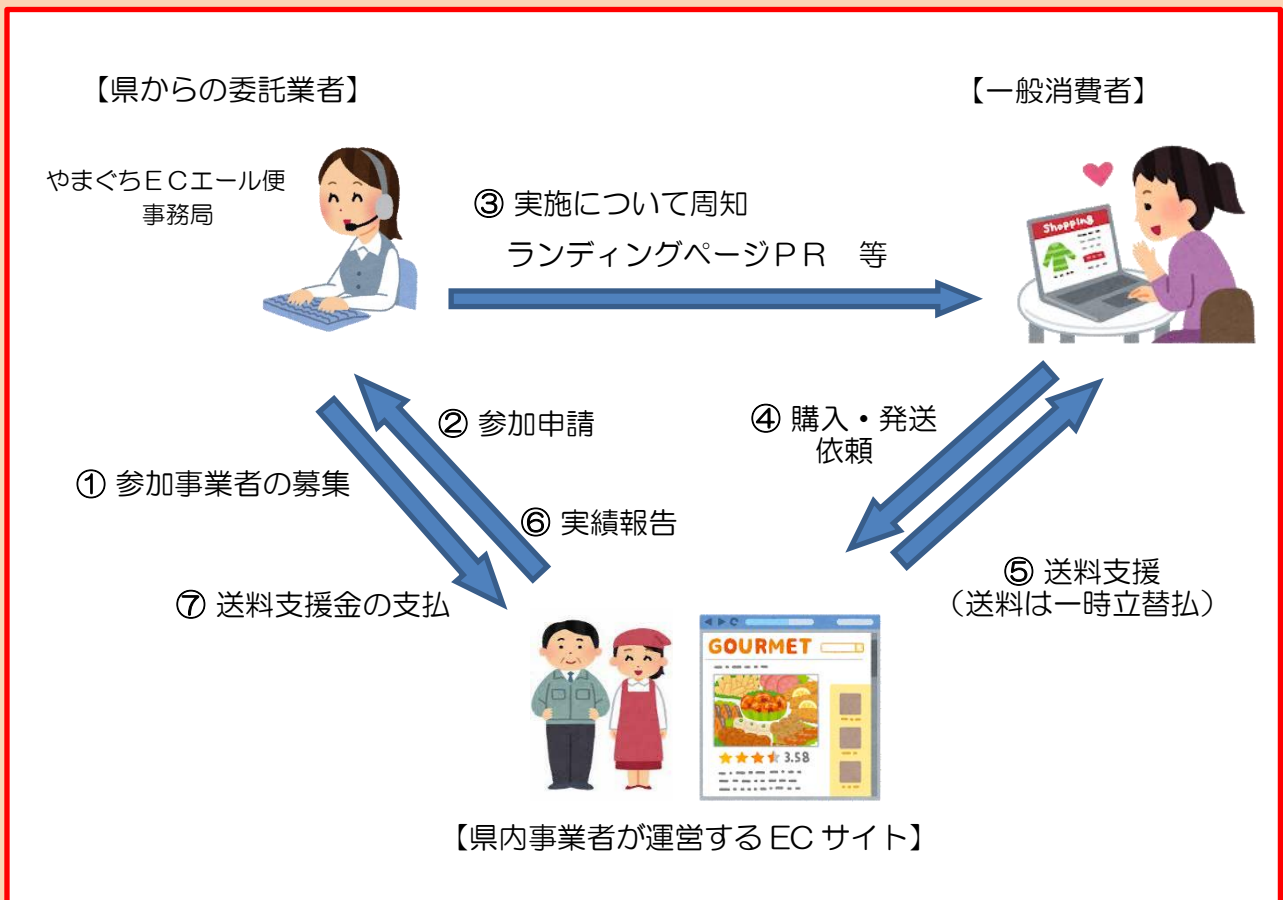 【県からの委託業者】
【一般消費者】
やまぐちECエール便
事務局
③ 実施について周知
ランディングページPR 等
Shopping
② 参加申請
① 参加事業者の募集
④ 購入・発送
依頼
⑥ 実績報告
⑦ 送料支援金の支払
⑤ 送料支援
（送料は一時立替払）
GOURMET
3.58
【県内事業者が運営する EC サイト】